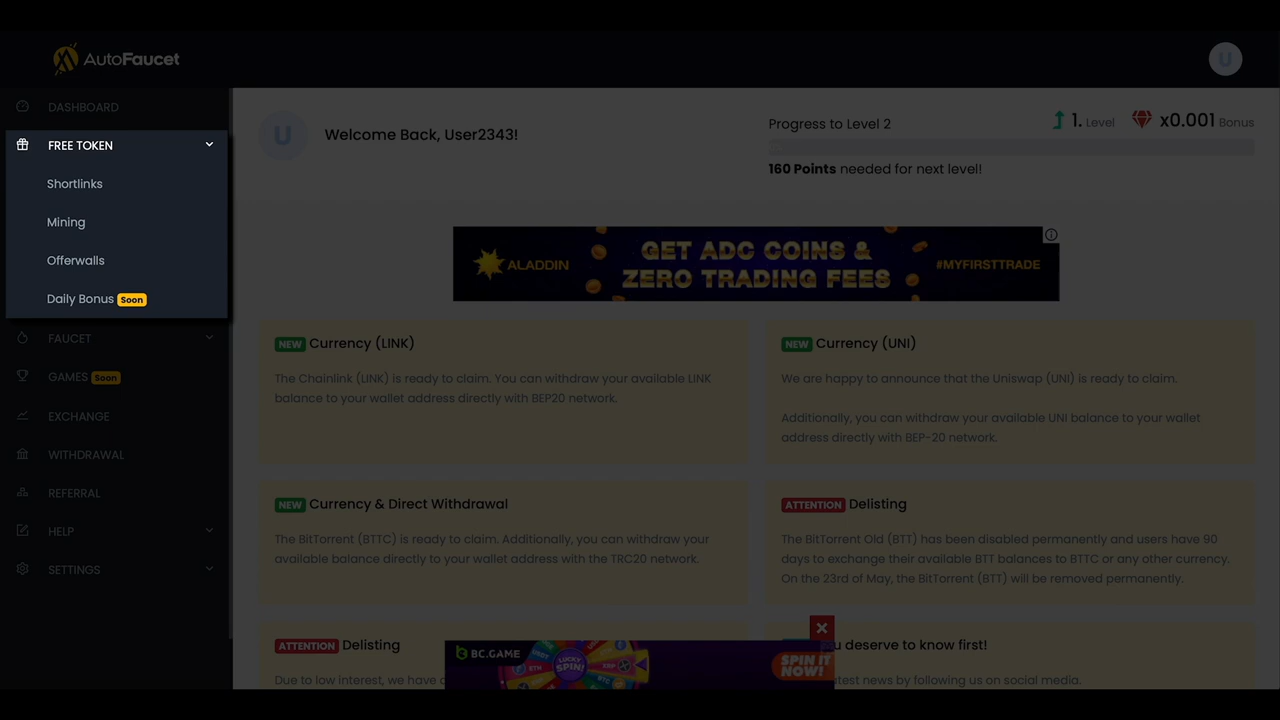 AutoFaucet
U
DASHBOARD
FREE TOKEN
Shortlinks
Mining
Offerwalls
Daily Bonus Soon
FAUCET
GAMES Soon
EXCHANGE
WITHDRAWAL
REFERRAL
HELP
SETTINGS
U
Welcome Back, User2343!
Progress to Level 2
1. Level
x0.001 Bonus
160 Points needed for next level!
ALADDIN
GET ADC COINS &
ZERO TRADING FEES
#MYFIRSTTRADE
NEW Currency (LINK)
The Chainlink (LINK) is ready to claim. You can withdraw your available LINK
balance to your wallet address directly with BEP20 network.
NEW Currency (UNI)
We are happy to announce that the Uniswap (UNI) is ready to claim.
Additionally, you can withdraw your available UNI balance to your wallet
address directly with BEP-20 network.
NEW Currency & Direct Withdrawal
The BitTorrent (BTTC) is ready to claim. Additionally, you can withdraw your
available balance directly to your wallet address with the TRC20 network.
ATTENTION Delisting
The BitTorrent Old (BTT) has been disabled permanently and users have 90
days to exchange their available BTT balances to BTTC or any other currency.
On the 23rd of May, the BitTorrent (BTT) will be removed permanently.
ATTENTION Delisting
Due to low interest, we have
deserve to know first!
news by following us on social media.
BC.GAME
LUCKY
SPIN!
SPIN IT
NOW!